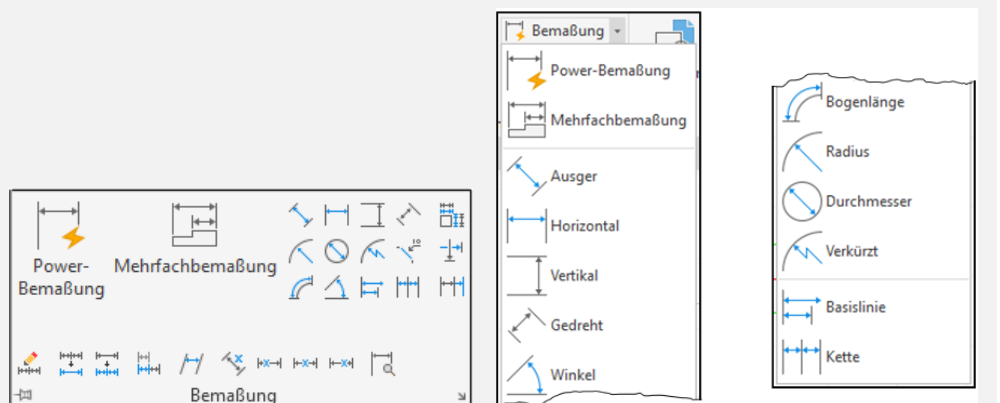 Power-
Bemaßung
Mehrfachbemaßung
Bemaßung
Bemaßung
Power-Bemaßung
Mehrfachbemaßung
Ausger
Horizontal
Vertikal
Gedreht
Winkel
Bogenlänge
Radius
Durchmesser
Verkürzt
Basislinie
Kette